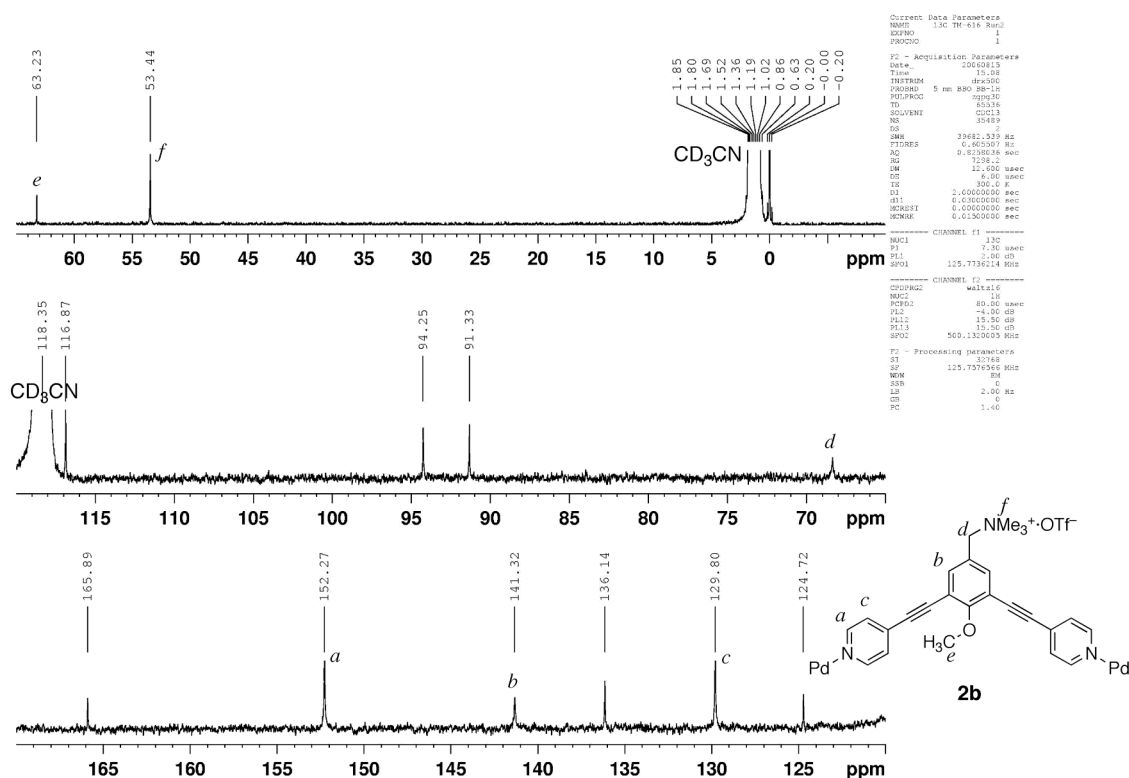 63.23
53.44
1.85
1.80
1.69
1.52
1.36
1.19
1.02
0.86
0.63
0.20
-0.00
-0.20
e
f
CD3CN
60 55 50 45 40 35 30 25 20 15 10 5 0 ppm
118.35
116.87
94.25
91.33
CD3CN
d
115 110 105 100 95 90 85 80 75 70 ppm
165.89
152.27
141.32
136.14
129.80
124.72
a
b
c
165 160 155 150 145 140 135 130 125 ppm
Current Data Parameters
NAME 13C TM-616 Run2
EXPNO 1
PROCNO 1
F2 - Acquisition Parameters
Date_ 20060815
Time 15.08
INSTRUM drx500
PROBHD 5 mm BBO BB-1H
PULPROG zgpg30
TD 65536
SOLVENT CDCl3
NS 35489
DS 2
SWH 39682.539 Hz
FIDRES 0.605507 Hz
AQ 0.8258036 sec
RG 7298.2
DW 12.600 usec
DE 6.00 usec
TE 300.0 K
D1 2.00000000 sec
d11 0.03000000 sec
MCREST 0.00000000 sec
MCWRK 0.01500000 sec
======== CHANNEL f1 ========
NUC1 13C
P1 7.30 usec
PL1 2.00 dB
SFO1 125.7736214 MHz
======== CHANNEL f2 ========
CPDPRG2 waltz16
NUC2 1H
PCPD2 80.00 usec
PL2 -4.00 dB
PL12 15.50 dB
PL13 15.50 dB
SFO2 500.1320005 MHz
F2 - Processing parameters
SI 32768
SF 125.7576566 MHz
WDW EM
SSB 0
LB 2.00 Hz
GB 0
PC 1.40
f
NMe3+·OTf−
d
b
c
a
N
Pd
H3C
O
e
N
Pd
2b